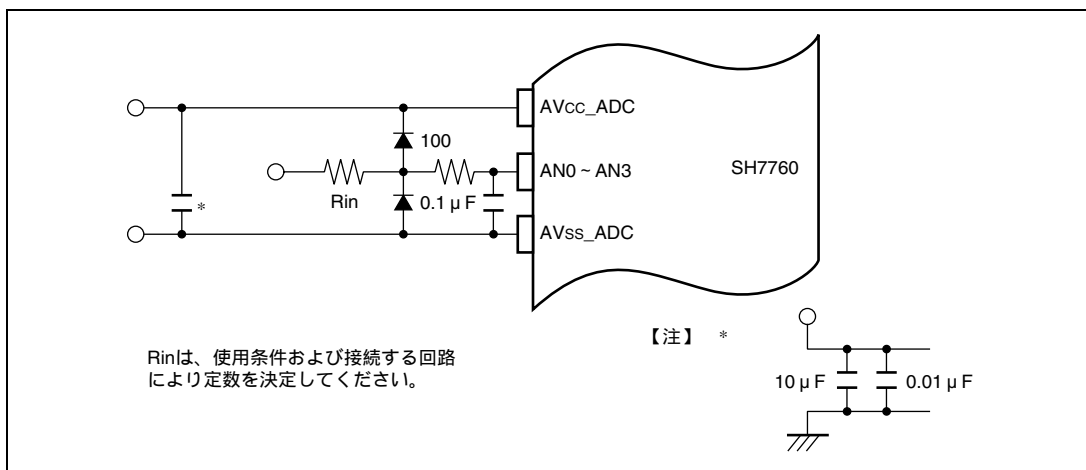 AVCC_ADC
100
AN0 ~ AN3
SH7760
Rin
0.1 μF
*
AVSS_ADC
Rinは、使用条件および接続する回路
により定数を決定してください。
【注】 *
10 μF
0.01 μF